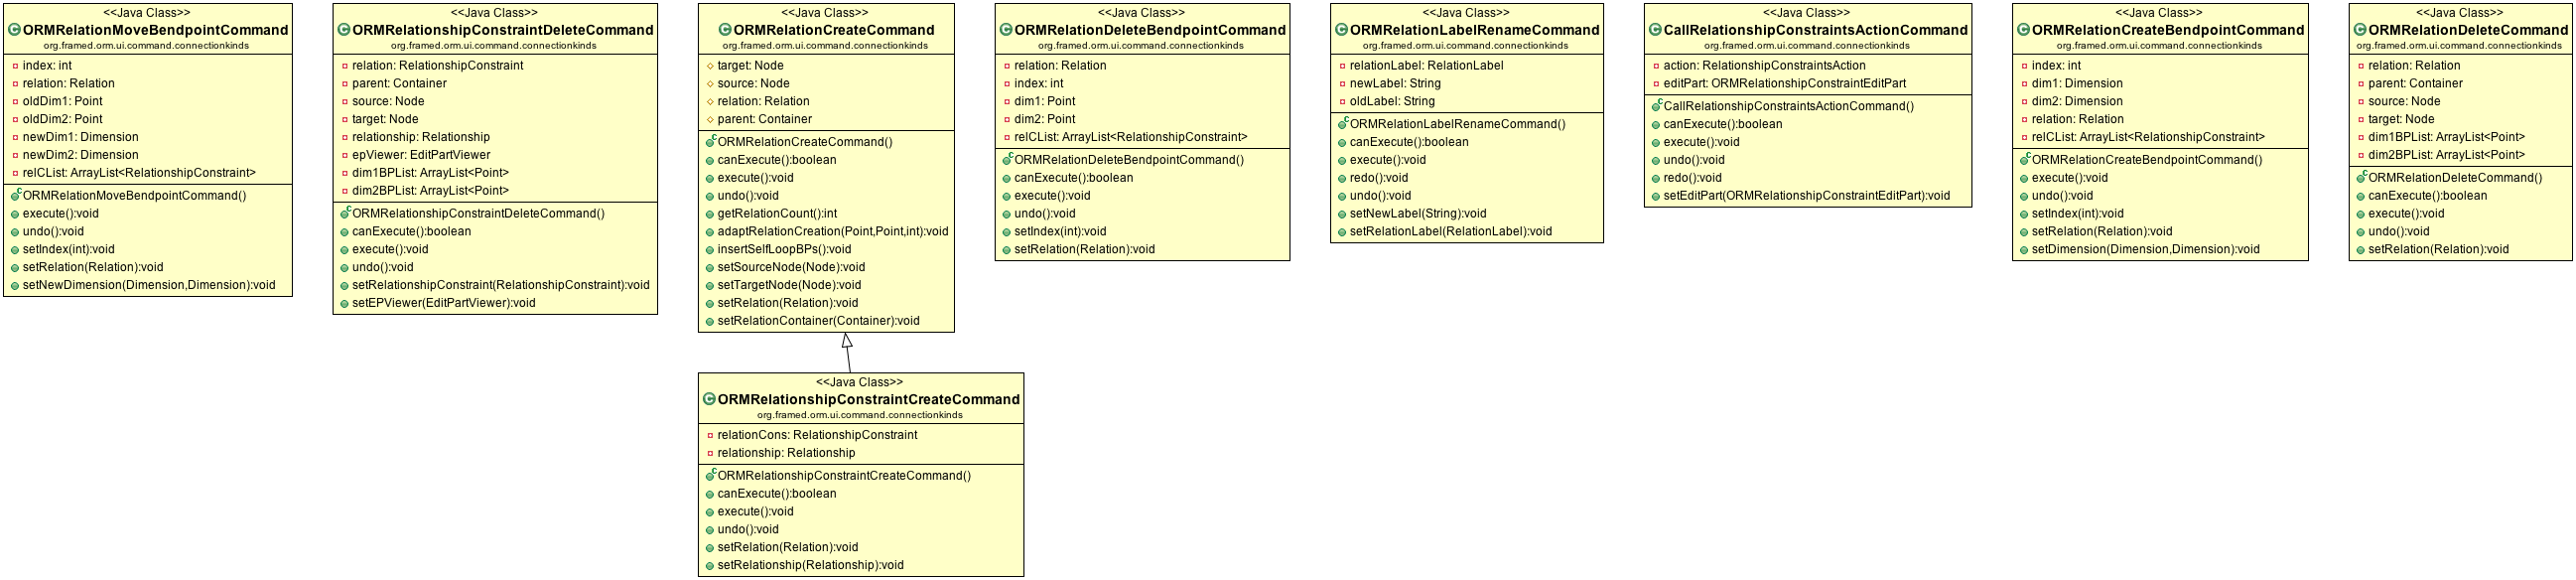 <<Java Class>>
ORMRelationMoveBendpointCommand
org.framed.orm.ui.command.connectionkinds
index: int
relation: Relation
oldDim1: Point
oldDim2: Point
newDim1: Dimension
newDim2: Dimension
relCList: ArrayList<RelationshipConstraint>
ORMRelationMoveBendpointCommand()
execute():void
undo():void
setIndex(int):void
setRelation(Relation):void
setNewDimension(Dimension,Dimension):void
<<Java Class>>
ORMRelationshipConstraintDeleteCommand
org.framed.orm.ui.command.connectionkinds
relation: RelationshipConstraint
parent: Container
source: Node
target: Node
relationship: Relationship
epViewer: EditPartViewer
dim1BPList: ArrayList<Point>
dim2BPList: ArrayList<Point>
ORMRelationshipConstraintDeleteCommand()
canExecute():boolean
execute():void
undo():void
setRelationshipConstraint(RelationshipConstraint):void
setEPViewer(EditPartViewer):void
<<Java Class>>
ORMRelationCreateCommand
org.framed.orm.ui.command.connectionkinds
target: Node
source: Node
relation: Relation
parent: Container
ORMRelationCreateCommand()
canExecute():boolean
execute():void
undo():void
getRelationCount():int
adaptRelationCreation(Point,Point,int):void
insertSelfLoopBPs():void
setSourceNode(Node):void
setTargetNode(Node):void
setRelation(Relation):void
setRelationContainer(Container):void
<<Java Class>>
ORMRelationDeleteBendpointCommand
org.framed.orm.ui.command.connectionkinds
relation: Relation
index: int
dim1: Point
dim2: Point
relCList: ArrayList<RelationshipConstraint>
ORMRelationDeleteBendpointCommand()
canExecute():boolean
execute():void
undo():void
setIndex(int):void
setRelation(Relation):void
<<Java Class>>
ORMRelationLabelRenameCommand
org.framed.orm.ui.command.connectionkinds
relationLabel: RelationLabel
newLabel: String
oldLabel: String
ORMRelationLabelRenameCommand()
canExecute():boolean
execute():void
redo():void
undo():void
setNewLabel(String):void
setRelationLabel(RelationLabel):void
<<Java Class>>
CallRelationshipConstraintsActionCommand
org.framed.orm.ui.command.connectionkinds
action: RelationshipConstraintsAction
editPart: ORMRelationshipConstraintEditPart
CallRelationshipConstraintsActionCommand()
canExecute():boolean
execute():void
undo():void
redo():void
setEditPart(ORMRelationshipConstraintEditPart):void
<<Java Class>>
ORMRelationCreateBendpointCommand
org.framed.orm.ui.command.connectionkinds
index: int
dim1: Dimension
dim2: Dimension
relation: Relation
relCList: ArrayList<RelationshipConstraint>
ORMRelationCreateBendpointCommand()
execute():void
undo():void
setIndex(int):void
setRelation(Relation):void
setDimension(Dimension,Dimension):void
<<Java Class>>
ORMRelationDeleteCommand
org.framed.orm.ui.command.connectionkinds
relation: Relation
parent: Container
source: Node
target: Node
dim1BPList: ArrayList<Point>
dim2BPList: ArrayList<Point>
ORMRelationDeleteCommand()
canExecute():boolean
execute():void
undo():void
setRelation(Relation):void
<<Java Class>>
ORMRelationshipConstraintCreateCommand
org.framed.orm.ui.command.connectionkinds
relationCons: RelationshipConstraint
relationship: Relationship
ORMRelationshipConstraintCreateCommand()
canExecute():boolean
execute():void
undo():void
setRelation(Relation):void
setRelationship(Relationship):void